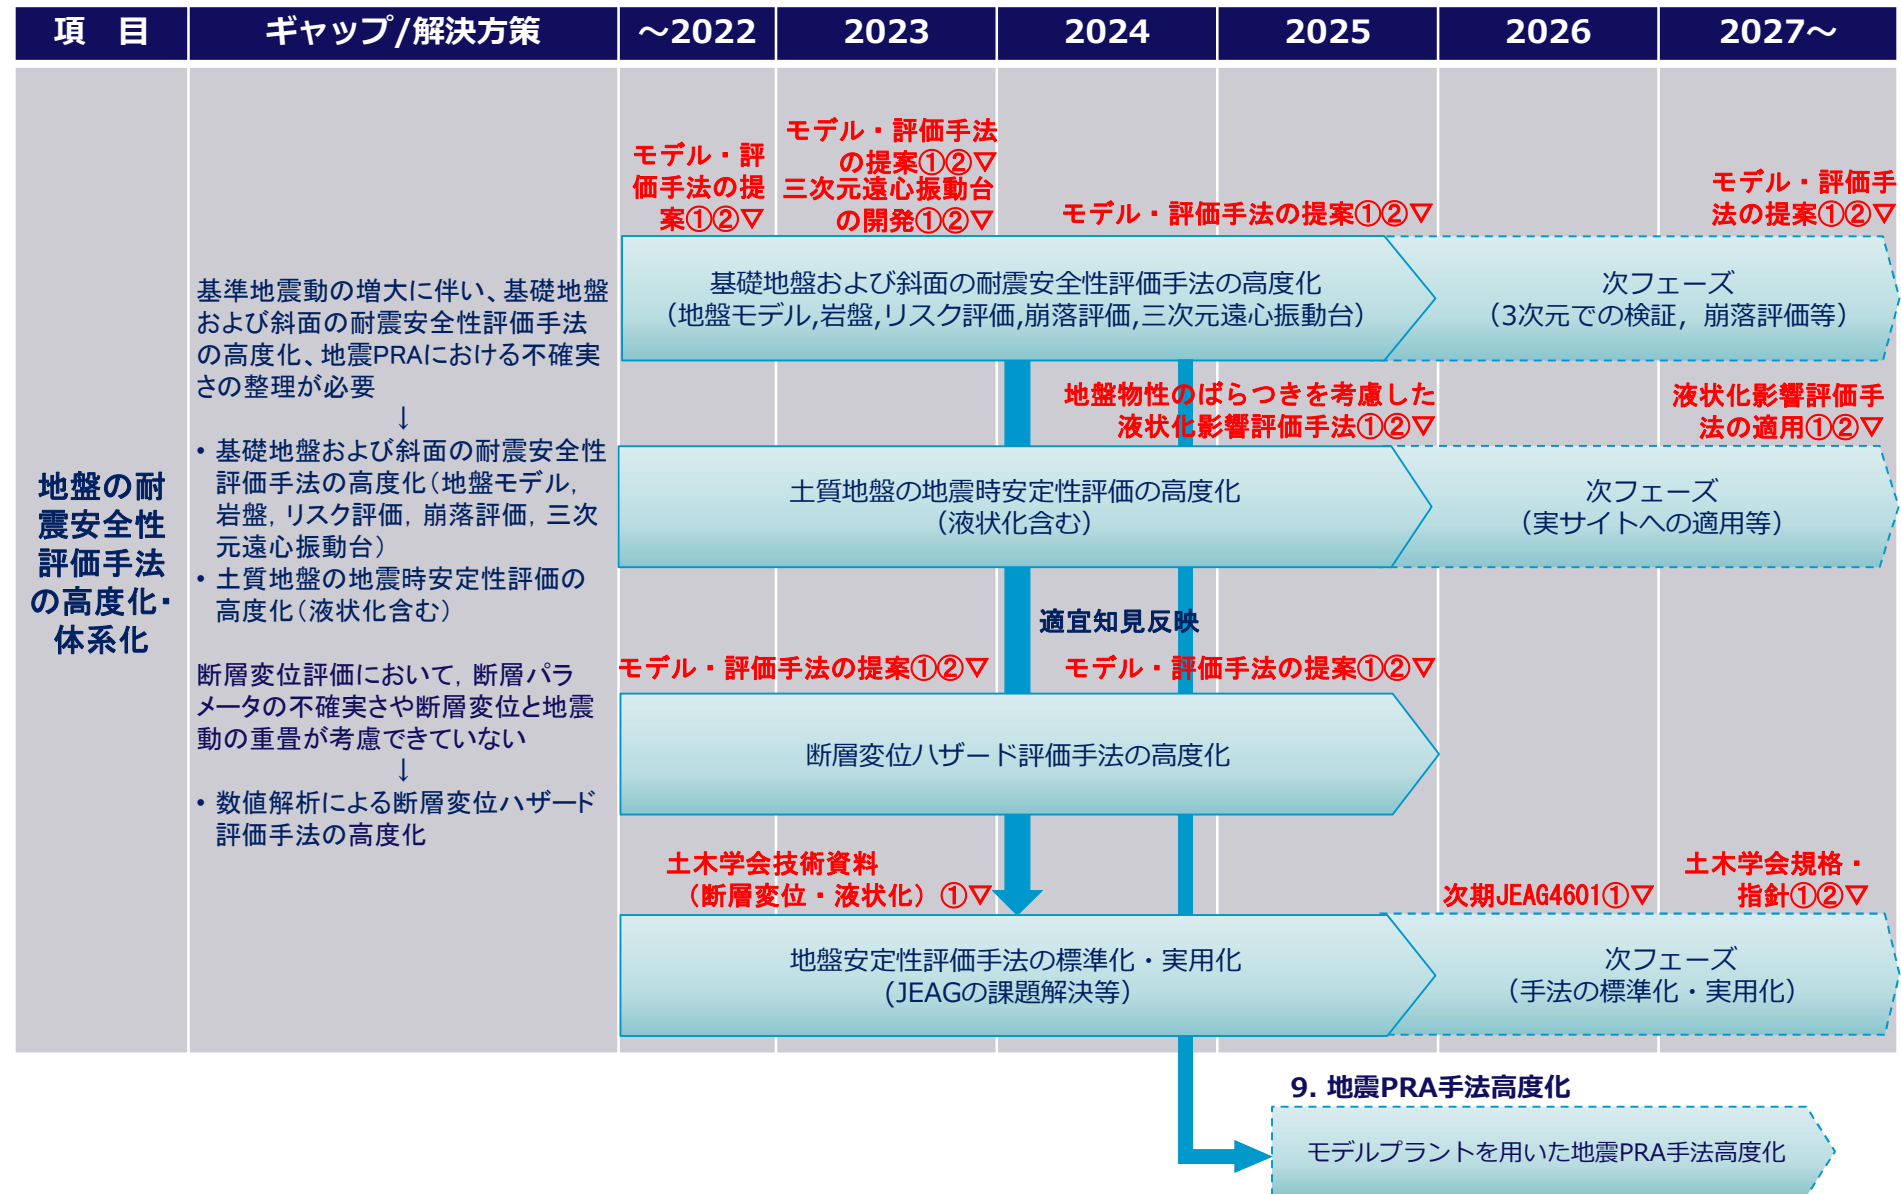 項　目
ギャップ/解決方策
～2022
2023
2024
2025
2026
2027～
地盤の耐
震安全性
評価手法
の高度化・
体系化
基準地震動の増大に伴い、基礎地盤
および斜面の耐震安全性評価手法
の高度化、地震PRAにおける不確実
さの整理が必要
↓
• 基礎地盤および斜面の耐震安全性
評価手法の高度化（地盤モデル,
岩盤, リスク評価, 崩落評価, 三次
元遠心振動台）
• 土質地盤の地震時安定性評価の
高度化（液状化含む）
断層変位評価において, 断層パラ
メータの不確実さや断層変位と地震
動の重畳が考慮できていない
↓
• 数値解析による断層変位ハザード
評価手法の高度化
モデル・評
価手法の提
案①②▽
モデル・評価手法
の提案①②▽
三次元遠心振動台
の開発①②▽
モデル・評価手法の提案①②▽
モデル・評価手
法の提案①②▽
基礎地盤および斜面の耐震安全性評価手法の高度化
（地盤モデル,岩盤,リスク評価,崩落評価,三次元遠心振動台）
次フェーズ
（3次元での検証，崩落評価等）
地盤物性のばらつきを考慮した
液状化影響評価手法①②▽
液状化影響評価手
法の適用①②▽
土質地盤の地震時安定性評価の高度化
（液状化含む）
次フェーズ
（実サイトへの適用等）
適宜知見反映
モデル・評価手法の提案①②▽
モデル・評価手法の提案①②▽
断層変位ハザード評価手法の高度化
土木学会技術資料
（断層変位・液状化）①▽
次期JEAG4601①▽
土木学会規格・
指針①②▽
地盤安定性評価手法の標準化・実用化
(JEAGの課題解決等）
次フェーズ
（手法の標準化・実用化）
9. 地震PRA手法高度化
モデルプラントを用いた地震PRA手法高度化